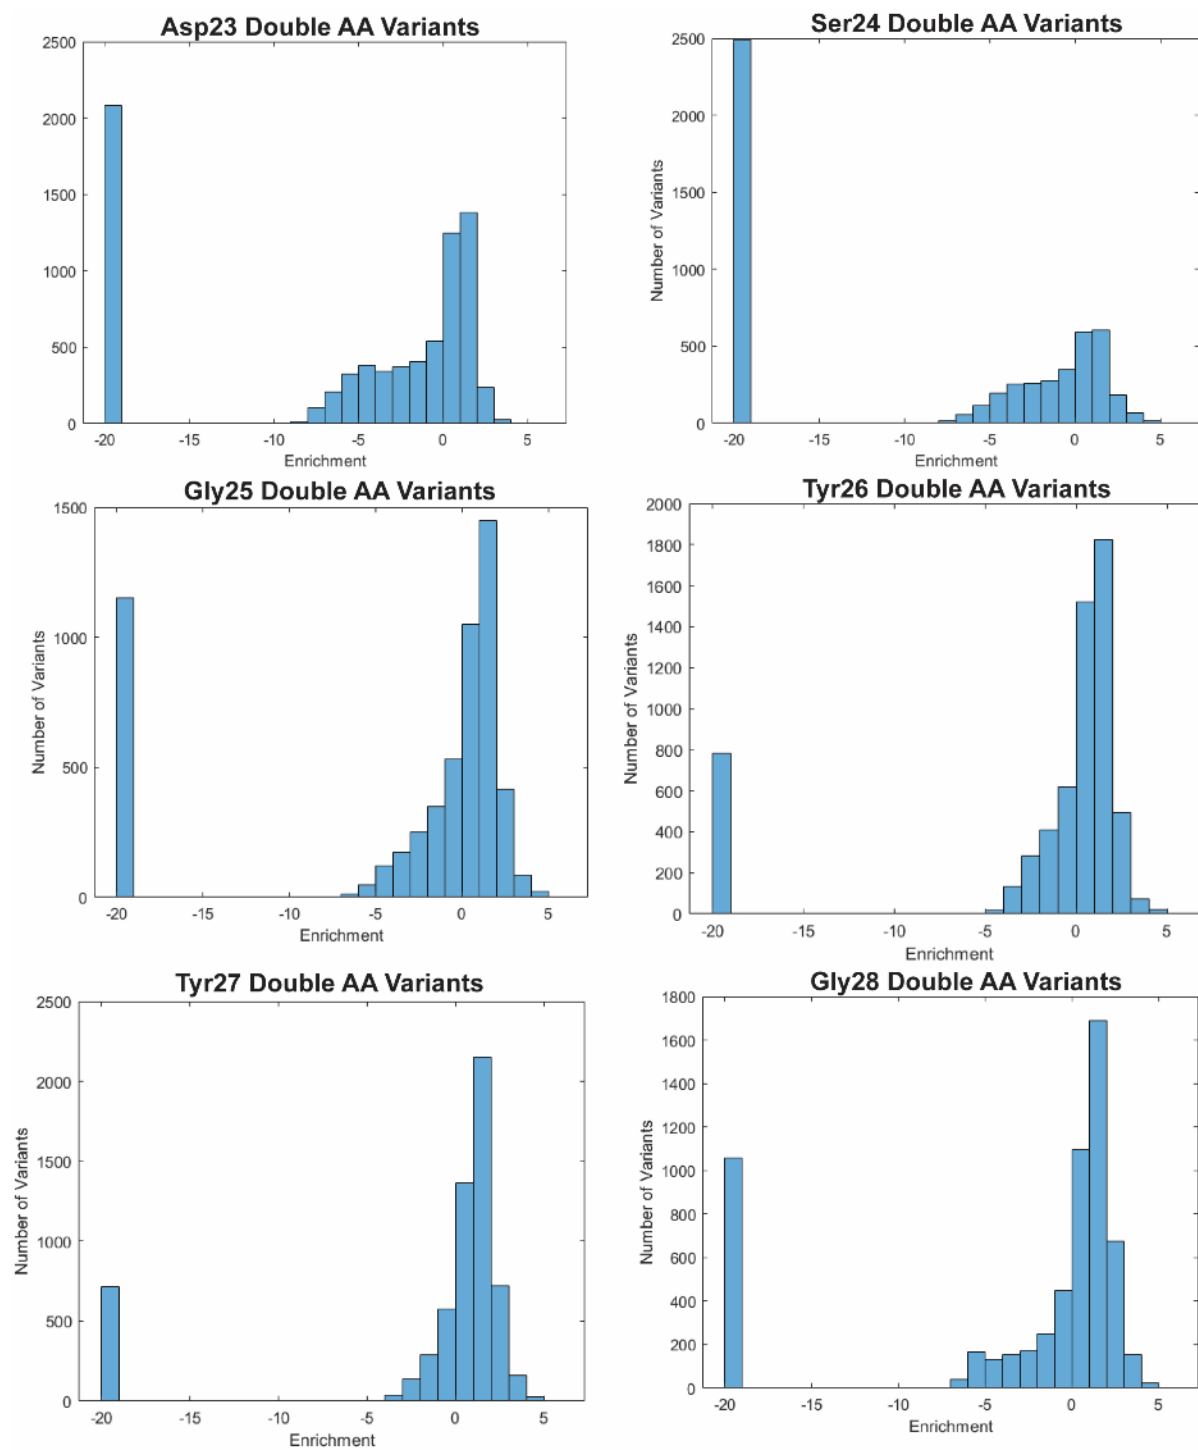 Asp23 Double AA Variants
2500
2000
1500
1000
500
0
-20 -15 -10 -5 0 5
Enrichment
Ser24 Double AA Variants
Number of Variants
2500
2000
1500
1000
500
0
-20 -15 -10 -5 0 5
Enrichment
Gly25 Double AA Variants
Number of Variants
1500
1000
500
0
-20 -15 -10 -5 0 5
Enrichment
Tyr26 Double AA Variants
Number of Variants
2000
1800
1600
1400
1200
1000
800
600
400
200
0
-20 -15 -10 -5 0 5
Enrichment
Tyr27 Double AA Variants
Number of Variants
2500
2000
1500
1000
500
0
-20 -15 -10 -5 0 5
Enrichment
Gly28 Double AA Variants
Number of Variants
1800
1600
1400
1200
1000
800
600
400
200
0
-20 -15 -10 -5 0 5
Enrichment